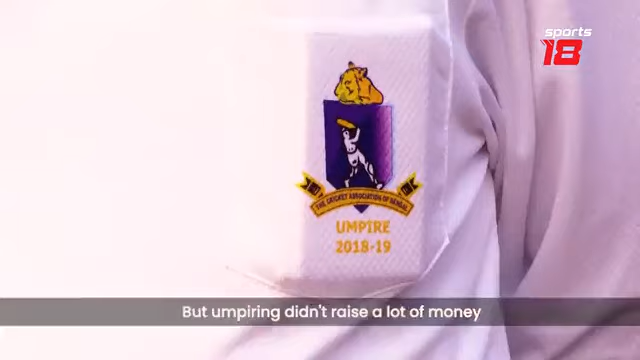 sports
18
THE CRICKET ASSOCIATION OF BENGAL
UMPIRE
2018-19
But umpiring didn't raise a lot of money